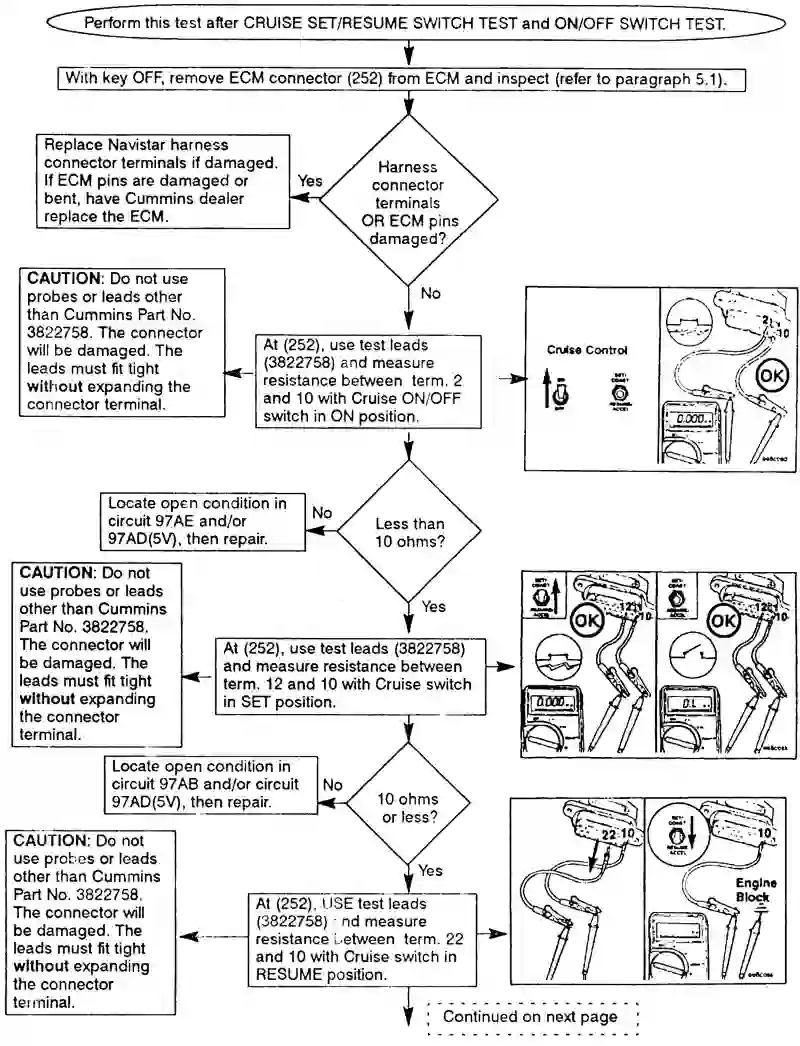 Perform this test after CRUISE SET/RESUME SWITCH TEST and ON/OFF SWITCH TEST.
With key OFF, remove ECM connector (252) from ECM and inspect (refer to paragraph 5.1).
Replace Navistar harness
connector terminals if damaged.
If ECM pins are damaged or
bent, have Cummins dealer
replace the ECM.
Yes
Harness
connector
terminals
OR ECM pins
damaged?
No
CAUTION: Do not use
probes or leads other
than Cummins Part No.
3822758. The connector
will be damaged. The
leads must fit tight
without expanding the
connector terminal.
At (252), use test leads
(3822758) and measure
resistance between term. 2
and 10 with Cruise ON/OFF
switch in ON position.
Cruise Control
ON
OFF
SET/
COAST
RESUME/
ACCEL
2
10
OK
0.000
Locate open condition in
circuit 97AE and/or
97AD(5V), then repair.
No
Less than
10 ohms?
Yes
CAUTION: Do not
use probes or leads
other than Cummins
Part No. 3822758.
The connector will
be damaged. The
leads must fit tight
without expanding
the connector
terminal.
At (252), use test leads (3822758)
and measure resistance between
term. 12 and 10 with Cruise switch
in SET position.
SET/
COAST
RESUME/
ACCEL
12
10
OK
0.000
SET/
COAST
RESUME/
ACCEL
12
10
OK
0.L
Locate open condition in
circuit 97AB and/or circuit
97AD(5V), then repair.
No
10 ohms
or less?
Yes
CAUTION: Do not
use probes or leads
other than Cummins
Part No. 3822758.
The connector will
be damaged. The
leads must fit tight
without expanding
the connector
terminal.
At (252), USE test leads
(3822758) and measure
resistance between term. 22
and 10 with Cruise switch in
RESUME position.
22
10
SET/
COAST
RESUME
ACCEL
10
Engine
Block
Continued on next page